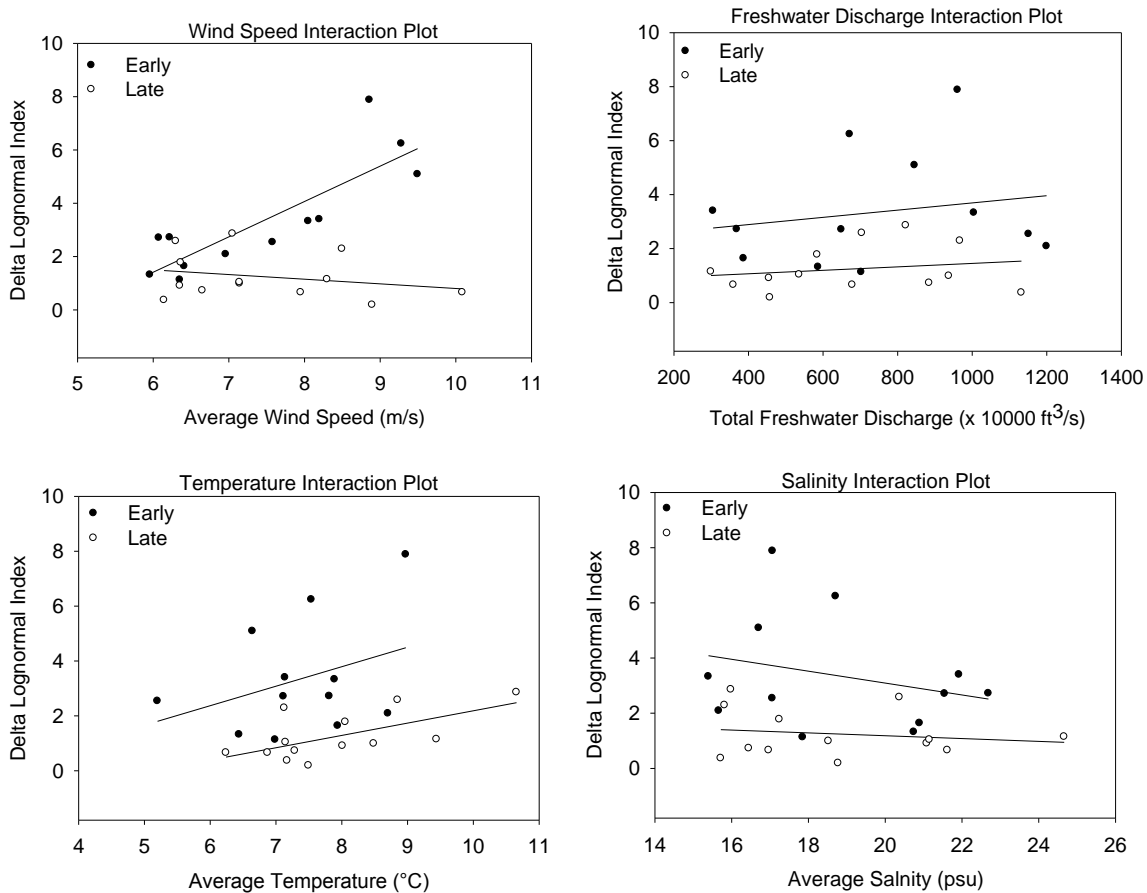 Wind Speed Interaction Plot
10
8
6
4
2
0
Early
Late
Delta Lognormal Index
5 6 7 8 9 10 11
Average Wind Speed (m/s)
Freshwater Discharge Interaction Plot
10
8
6
4
2
0
Early
Late
Delta Lognormal Index
200 400 600 800 1000 1200 1400
Total Freshwater Discharge (x 10000 ft³/s)
Temperature Interaction Plot
10
8
6
4
2
0
Early
Late
Delta Lognormal Index
4 5 6 7 8 9 10 11
Average Temperature (°C)
Salinity Interaction Plot
10
8
6
4
2
0
Early
Late
Delta Lognormal Index
14 16 18 20 22 24 26
Average Salnity (psu)